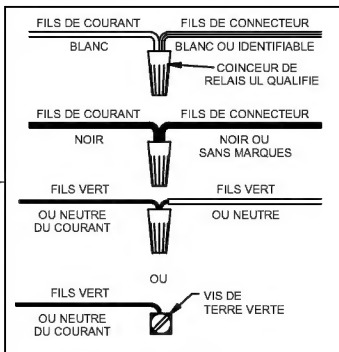 FILS DE COURANT
FILS DE CONNECTEUR
BLANC
BLANC OU IDENTIFIABLE
COINCEUR DE
RELAIS UL QUALIFIE
FILS DE COURANT
FILS DE CONNECTEUR
NOIR
NOIR OU
SANS MARQUES
FILS VERT
FILS VERT
OU NEUTRE
DU COURANT
OU NEUTRE
OU
FILS VERT
VIS DE
TERRE VERTE
OU NEUTRE
DU COURANT